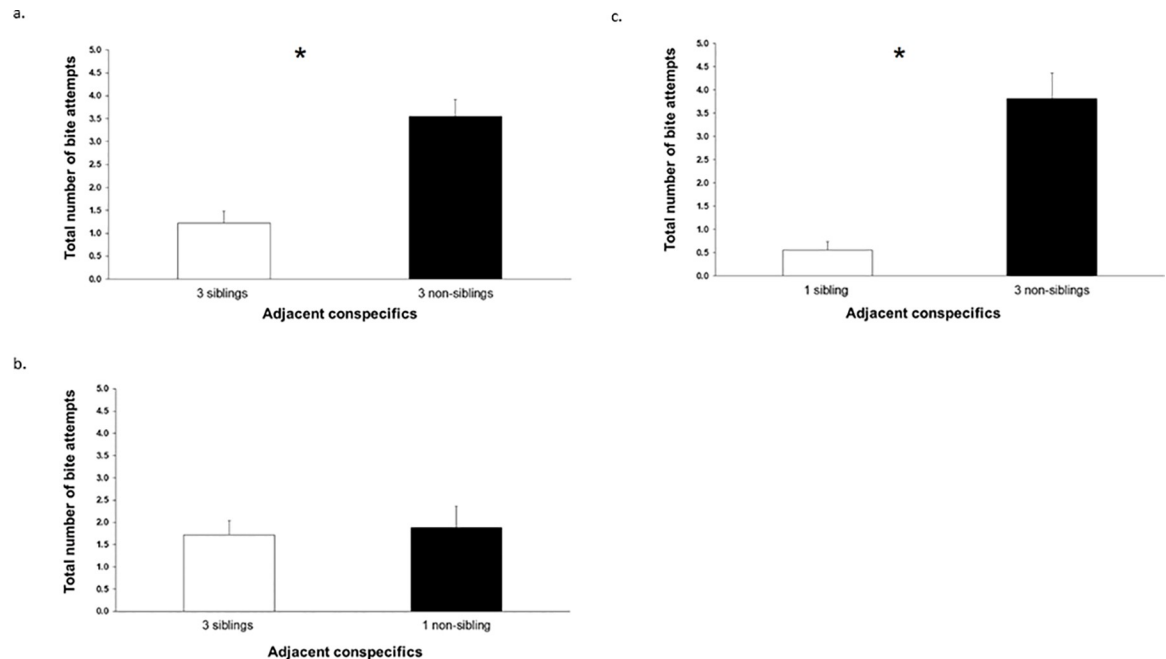 a.
*
Total number of bite attempts
5.0
4.5
4.0
3.5
3.0
2.5
2.0
1.5
1.0
0.5
0.0
3 siblings 3 non-siblings
Adjacent conspecifics
b.
Total number of bite attempts
5.0
4.5
4.0
3.5
3.0
2.5
2.0
1.5
1.0
0.5
0.0
3 siblings 1 non-sibling
Adjacent conspecifics
c.
*
Total number of bite attempts
5.0
4.5
4.0
3.5
3.0
2.5
2.0
1.5
1.0
0.5
0.0
1 sibling 3 non-siblings
Adjacent conspecifics